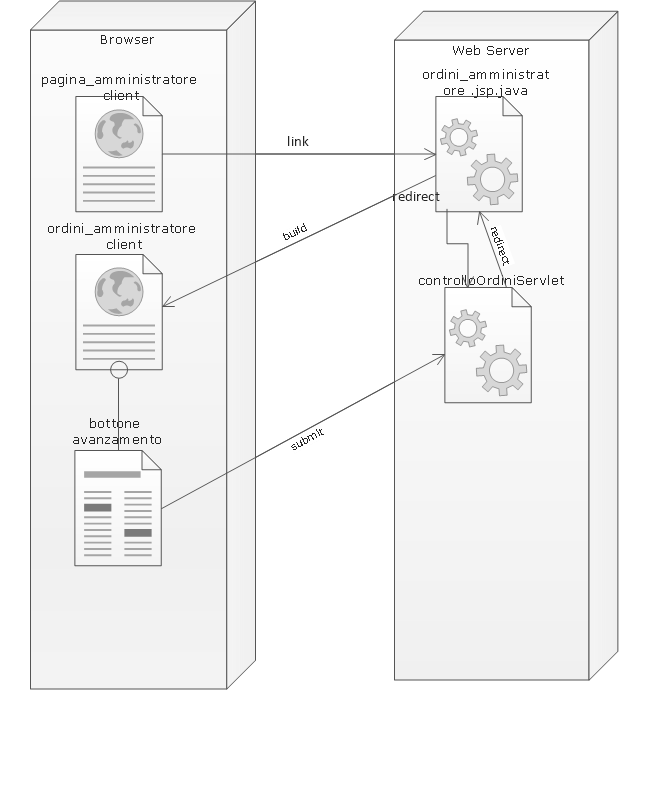 Browser
Web Server
pagina_amministratore
client
ordini_amministrat
ore .jsp.java
link
redirect
build
redirect
ordini_amministratore
client
controlloOrdiniServlet
bottone
avanzamento
submit